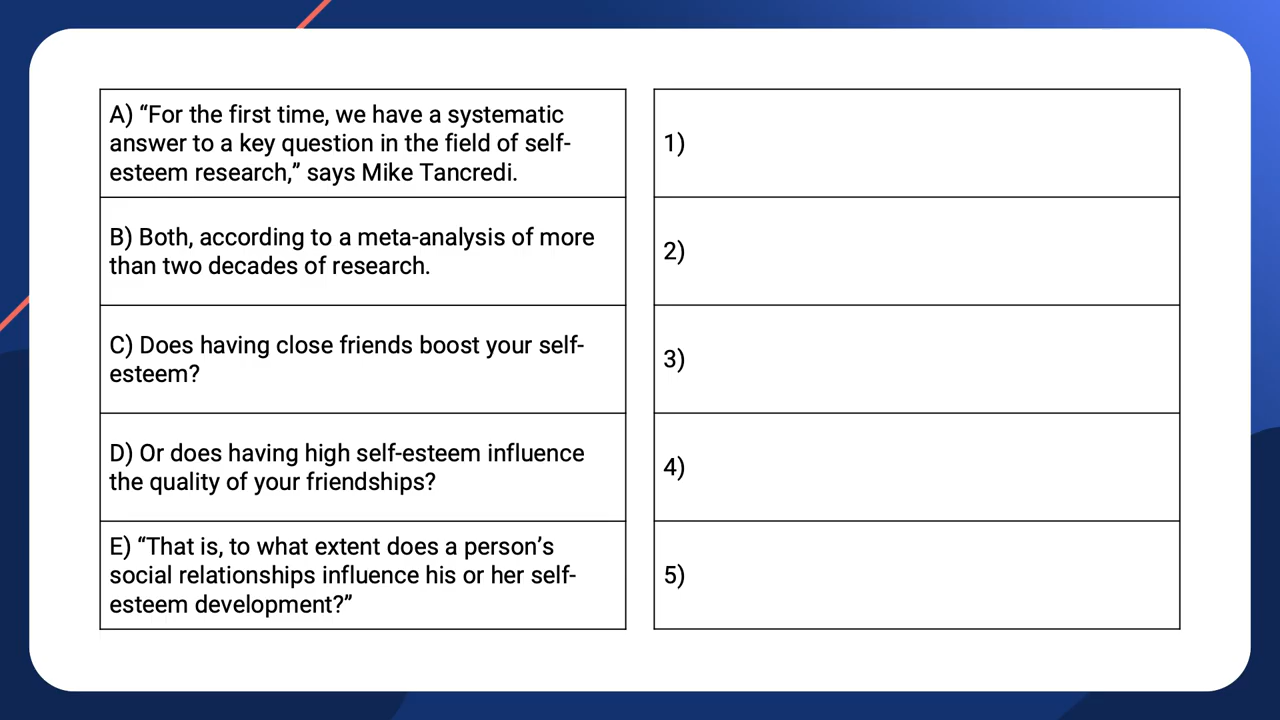 A) “For the first time, we have a systematic
answer to a key question in the field of self-
esteem research,” says Mike Tancredi.
B) Both, according to a meta-analysis of more
than two decades of research.
C) Does having close friends boost your self-
esteem?
D) Or does having high self-esteem influence
the quality of your friendships?
E) “That is, to what extent does a person’s
social relationships influence his or her self-
esteem development?”
1)
2)
3)
4)
5)